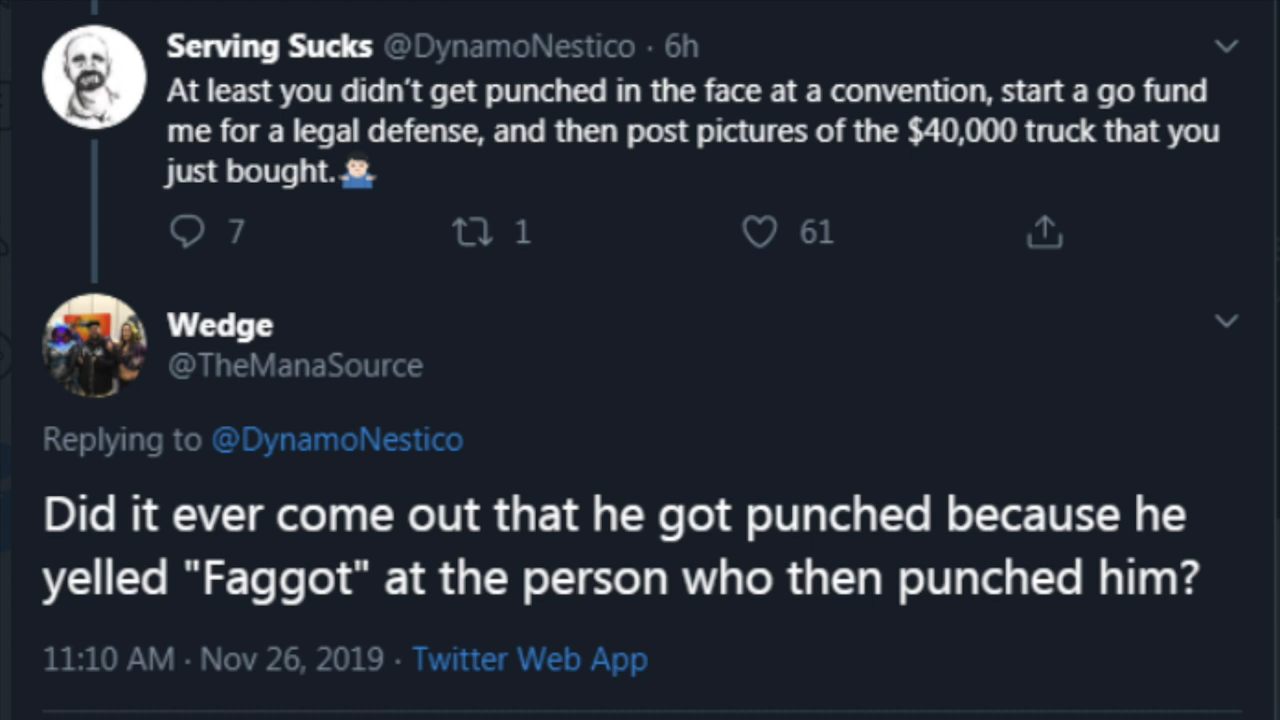 Serving Sucks @DynamoNestico · 6h
At least you didn’t get punched in the face at a convention, start a go fund
me for a legal defense, and then post pictures of the $40,000 truck that you
just bought.🤷🏻‍♂️
7 1 61
Wedge
@TheManaSource
Replying to @DynamoNestico
Did it ever come out that he got punched because he
yelled "Faggot" at the person who then punched him?
11:10 AM · Nov 26, 2019 · Twitter Web App